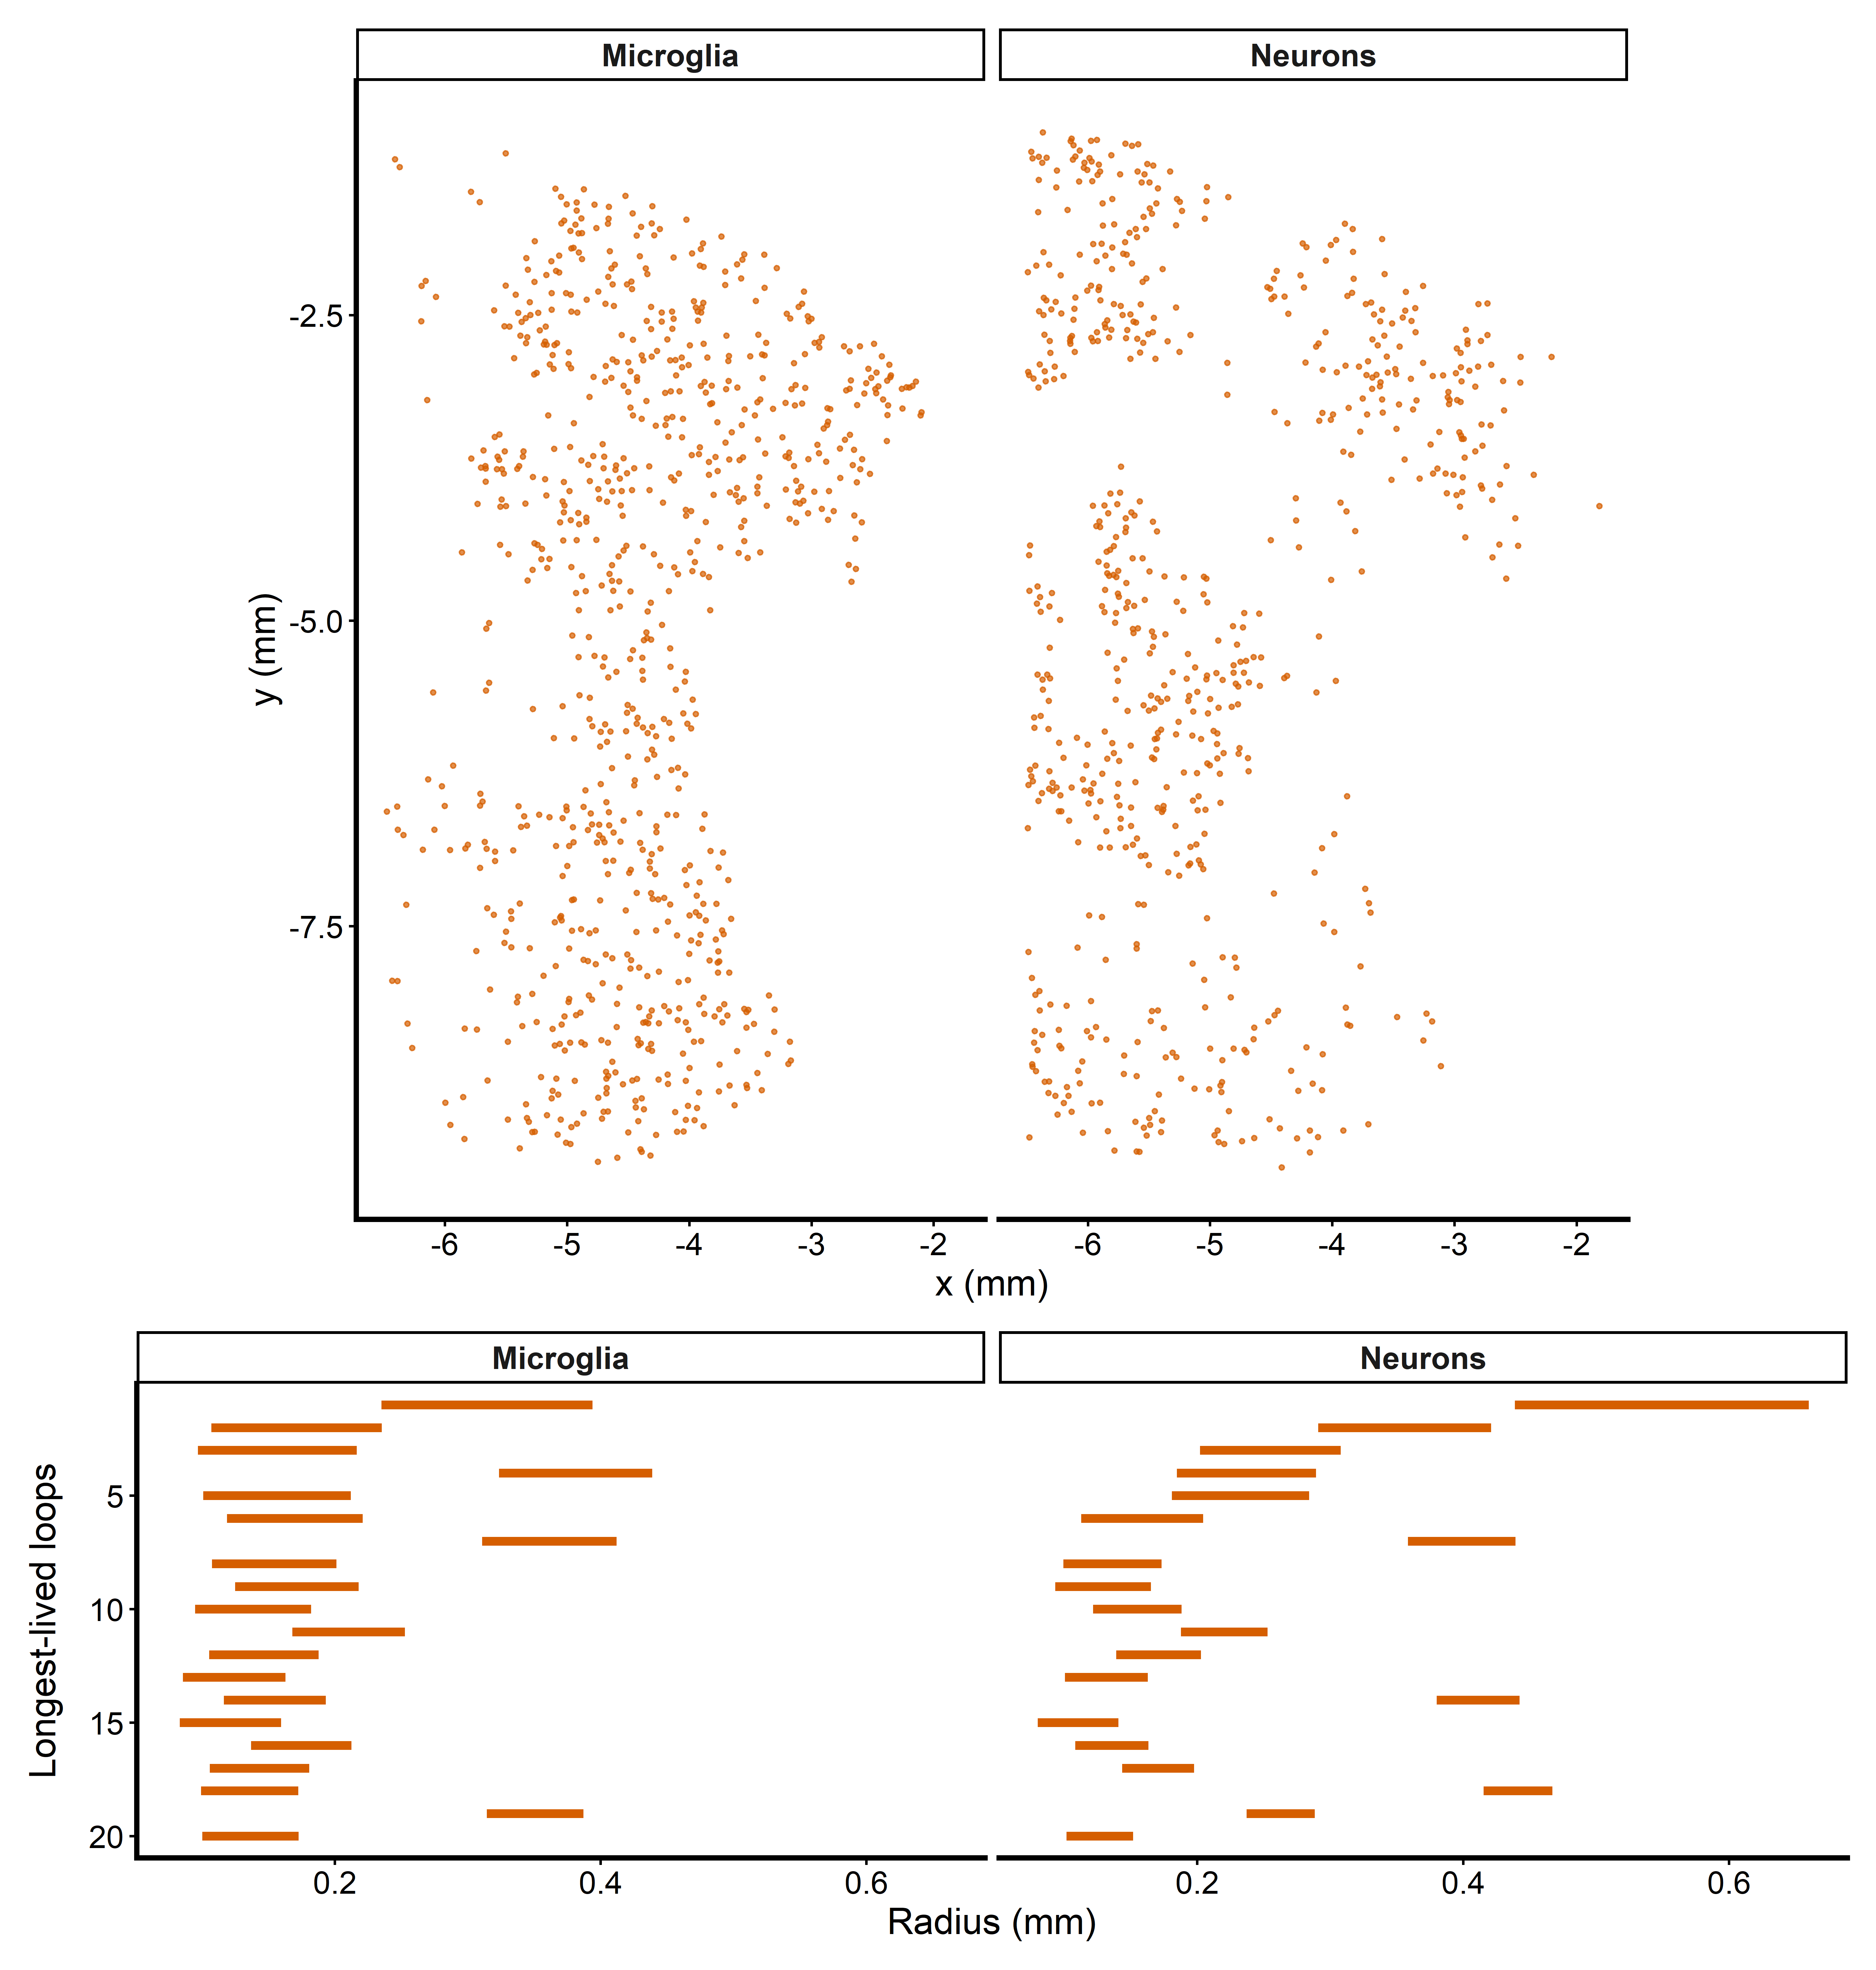 Microglia Neurons
-2.5
-5.0
-7.5
y (mm)
-6 -5 -4 -3 -2 -6 -5 -4 -3 -2
x (mm)
Microglia Neurons
5
10
15
20
Longest-lived loops
0.2 0.4 0.6 0.2 0.4 0.6
Radius (mm)